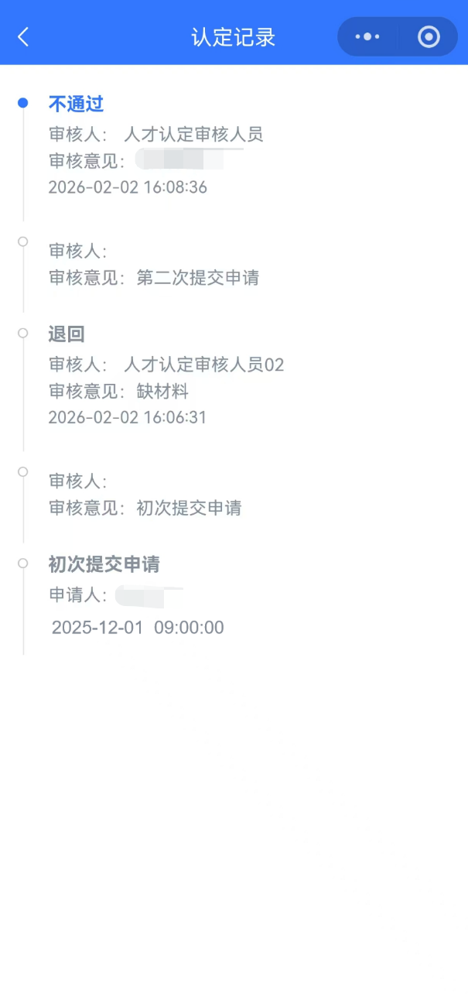 认定记录
不通过
审核人： 人才认定审核人员
审核意见：
2026-02-02 16:08:36
审核人：
审核意见：第二次提交申请
退回
审核人： 人才认定审核人员02
审核意见：缺材料
2026-02-02 16:06:31
审核人：
审核意见：初次提交申请
初次提交申请
申请人：
2025-12-01 09:00:00